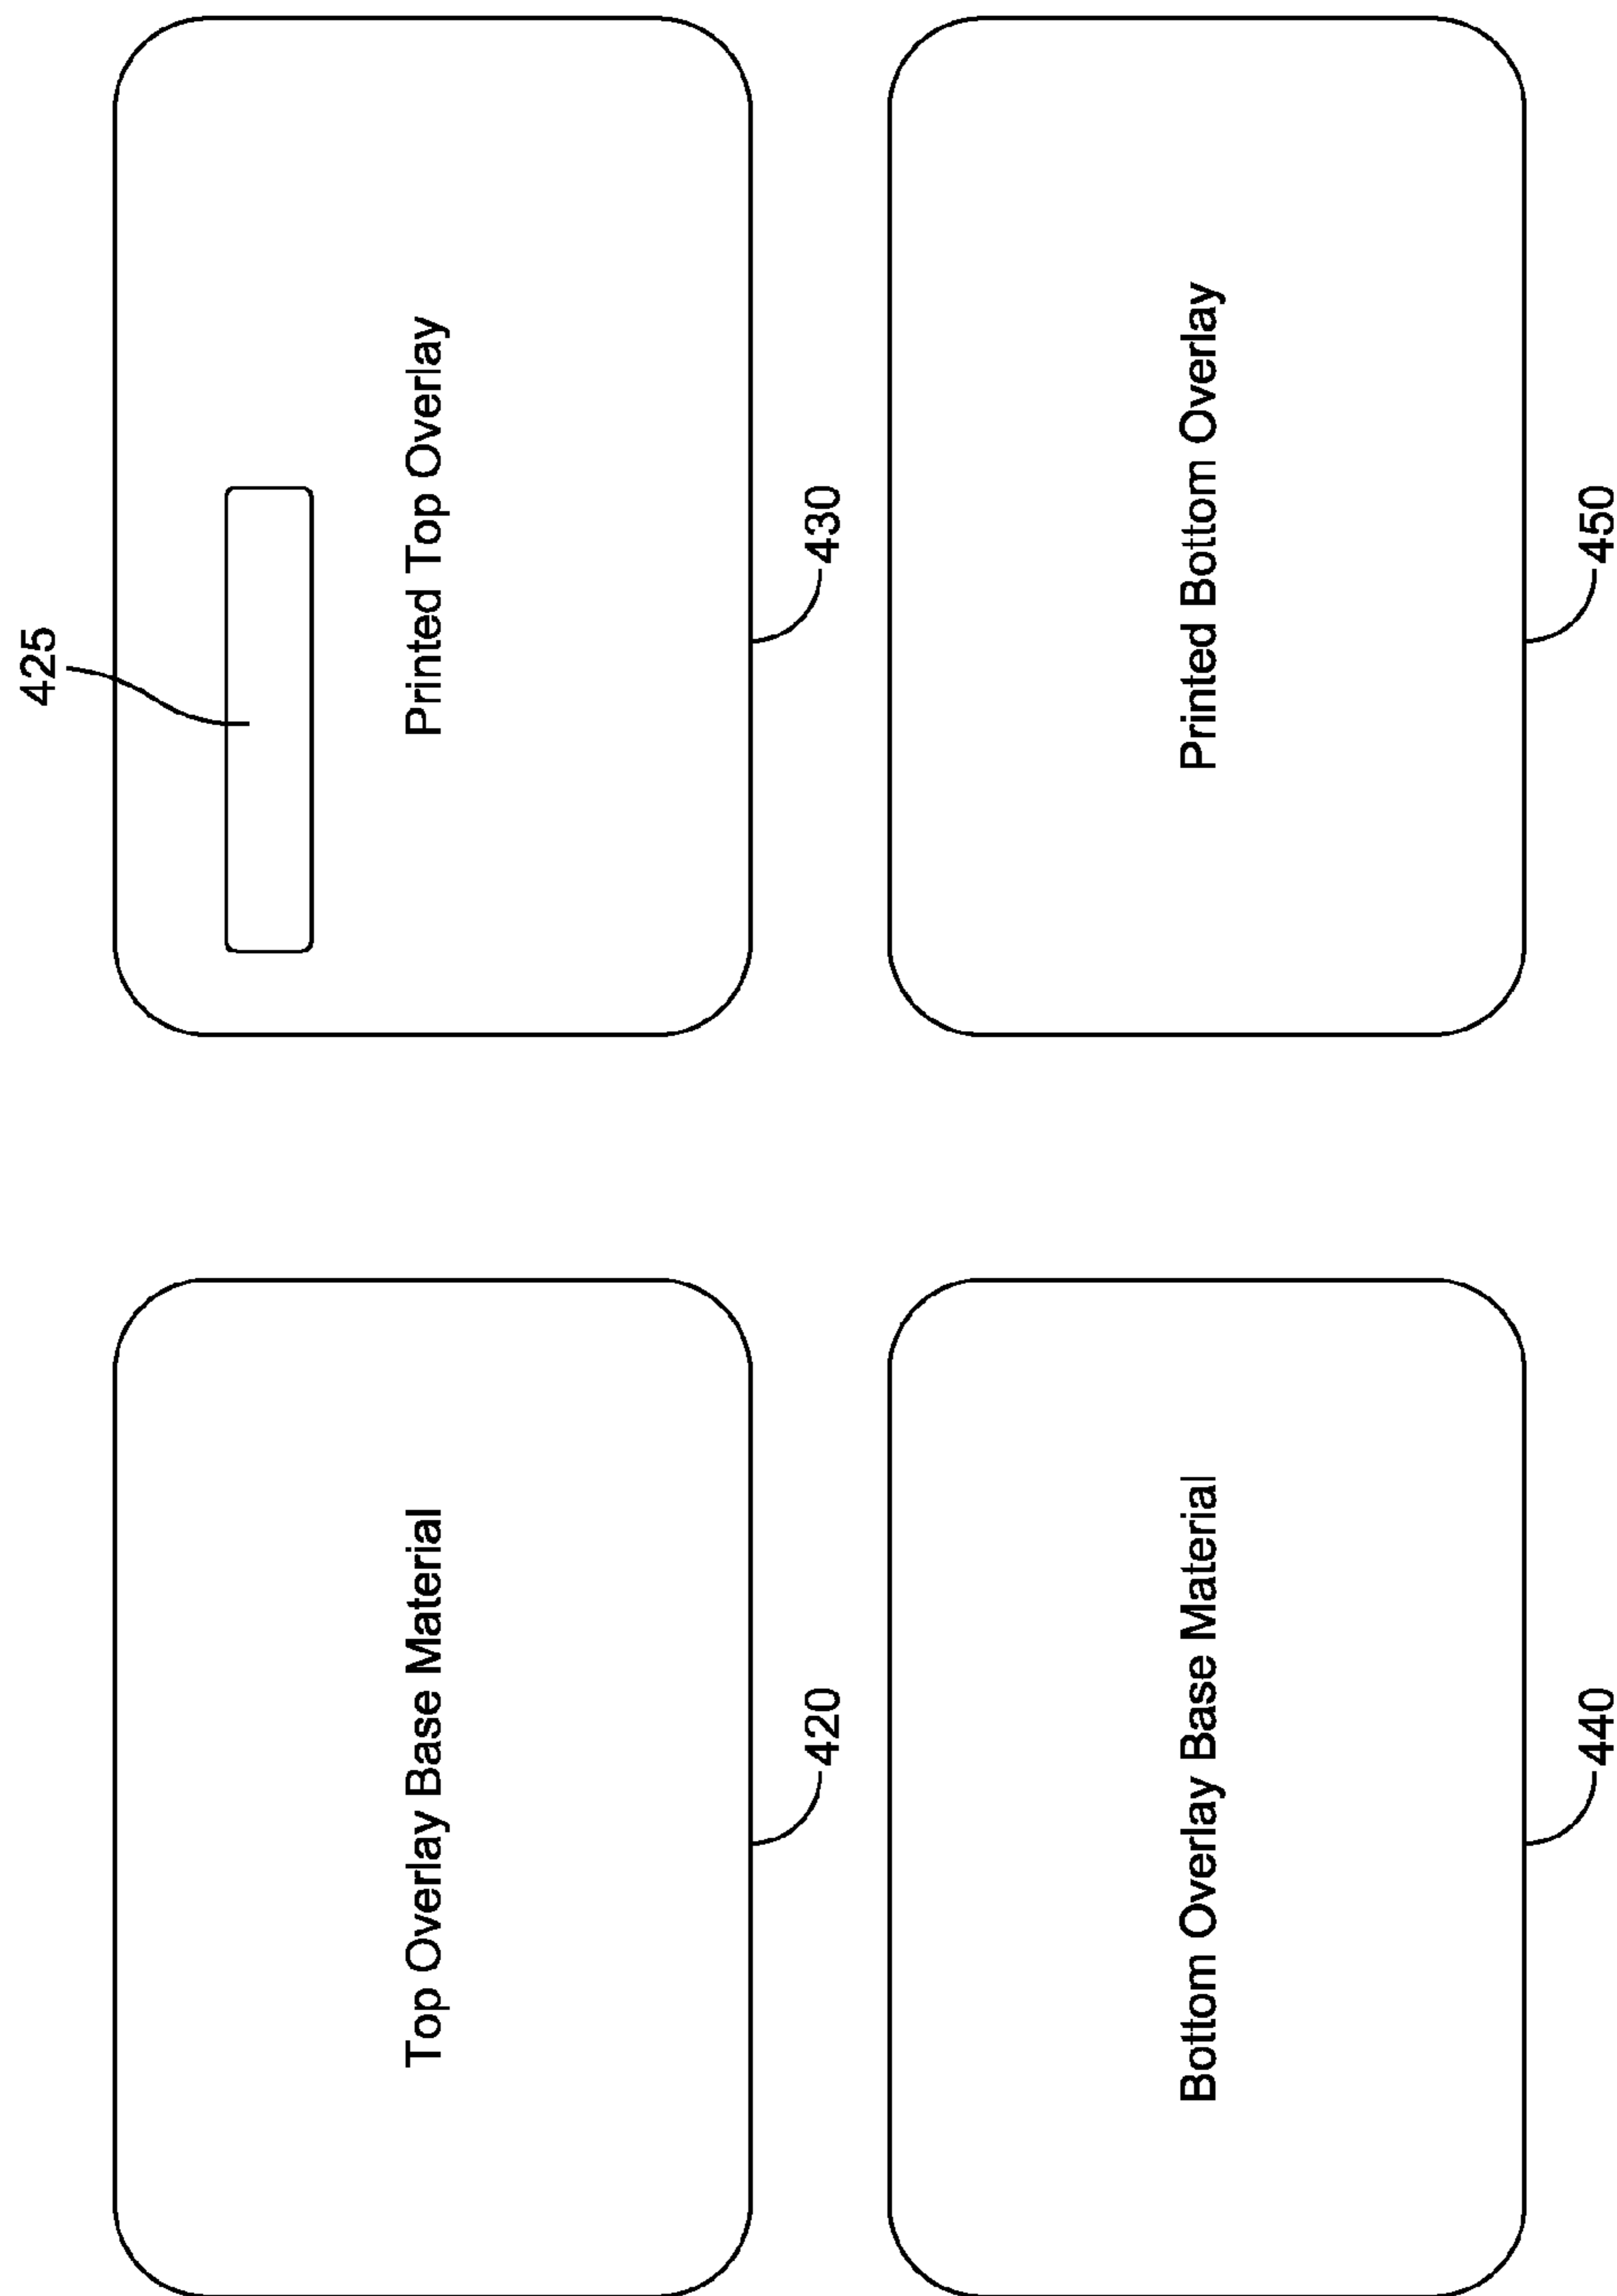 425
Top Overlay Base Material
Printed Top Overlay
420
430
Bottom Overlay Base Material
Printed Bottom Overlay
440
450